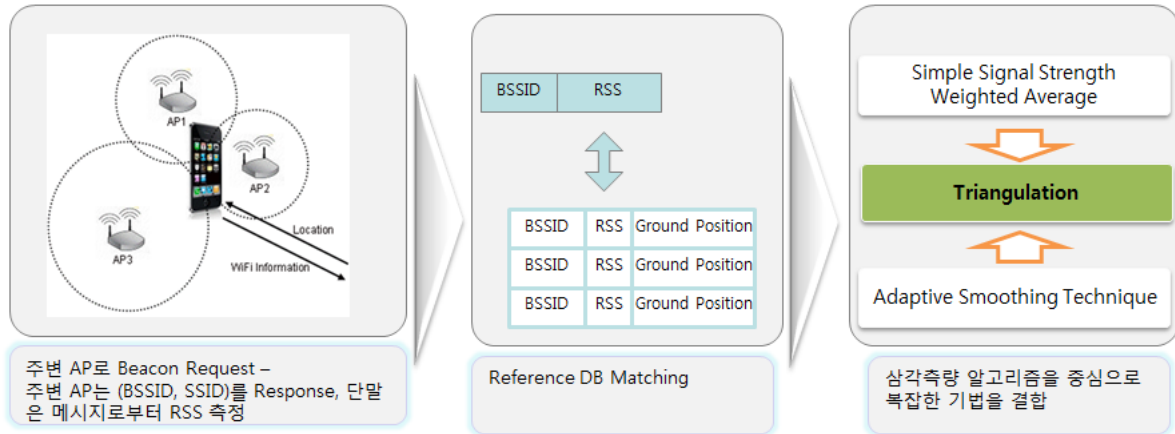 AP1
AP2
AP3
Location
WiFi Information
주변 AP로 Beacon Request –
주변 AP는 (BSSID, SSID)를 Response, 단말
은 메시지로부터 RSS 측정
BSSID RSS
BSSID RSS Ground Position
BSSID RSS Ground Position
BSSID RSS Ground Position
Reference DB Matching
Simple Signal Strength
Weighted Average
Triangulation
Adaptive Smoothing Technique
삼각측량 알고리즘을 중심으로
복잡한 기법을 결합